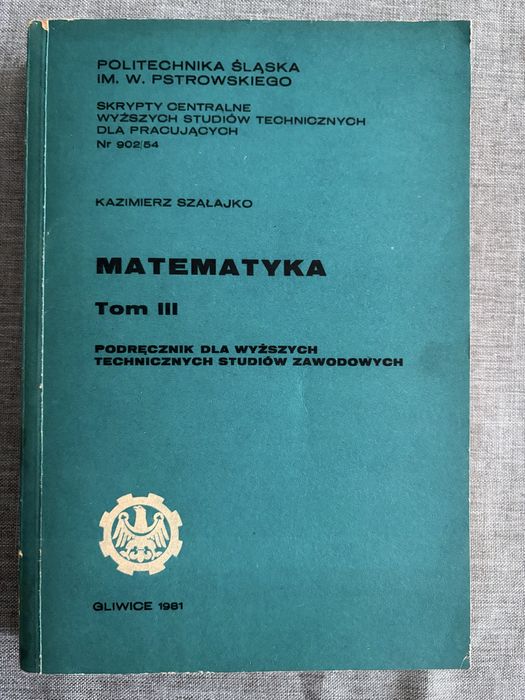 POLITECHNIKA ŚLĄSKA
IM. W. PSTROWSKIEGO
SKRYPTY CENTRALNE
WYŻSZYCH STUDIÓW TECHNICZNYCH
DLA PRACUJĄCYCH
Nr 902/54
KAZIMIERZ SZAŁAJKO
MATEMATYKA
Tom III
PODRĘCZNIK DLA WYŻSZYCH
TECHNICZNYCH STUDIÓW ZAWODOWYCH
GLIWICE 1981